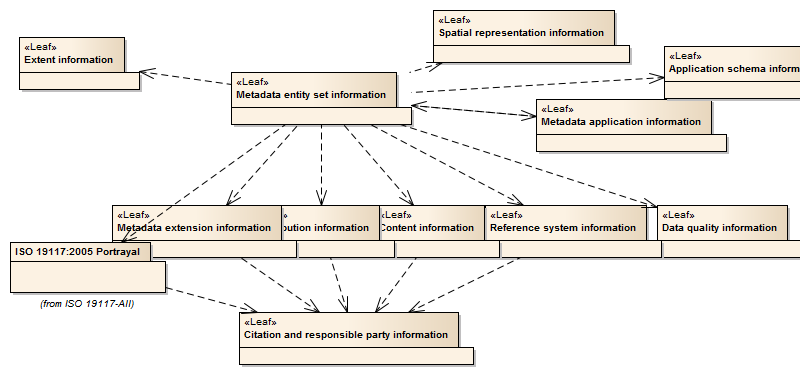 «Leaf»
Spatial representation information
«Leaf»
Extent information
«Leaf»
Application schema inform
«Leaf»
Metadata entity set information
«Leaf»
Metadata application information
«Leaf»
Metadata extension information
bution information
«Leaf»
Content information
«Leaf»
Reference system information
«Leaf»
Data quality information
ISO 19117:2005 Portrayal
(from ISO 19117-All)
«Leaf»
Citation and responsible party information